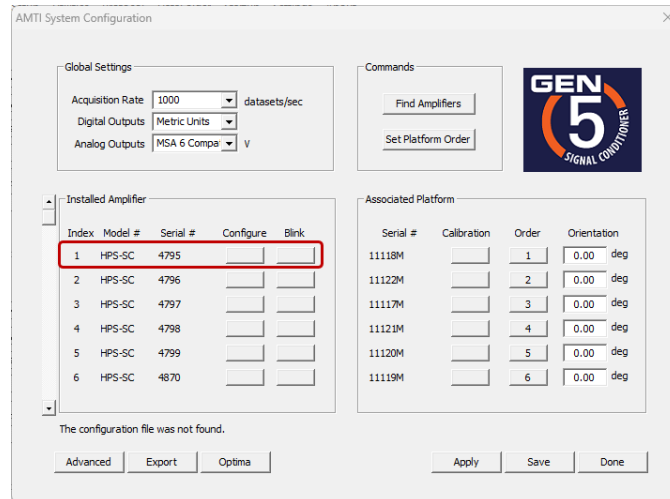 AMTI System Configuration
Global Settings
Acquisition Rate 1000 datasets/sec
Digital Outputs Metric Units
Analog Outputs MSA 6 Compa V
Commands
Find Amplifiers
Set Platform Order
GEN
5
SIGNAL CONDITIONER
Installed Amplifier
Index Model # Serial # Configure Blink
1 HPS-SC 4795
2 HPS-SC 4796
3 HPS-SC 4797
4 HPS-SC 4798
5 HPS-SC 4799
6 HPS-SC 4870
Associated Platform
Serial # Calibration Order Orientation
11118M 1 0.00 deg
11122M 2 0.00 deg
11117M 3 0.00 deg
11121M 4 0.00 deg
11120M 5 0.00 deg
11119M 6 0.00 deg
The configuration file was not found.
Advanced Export Optima Apply Save Done